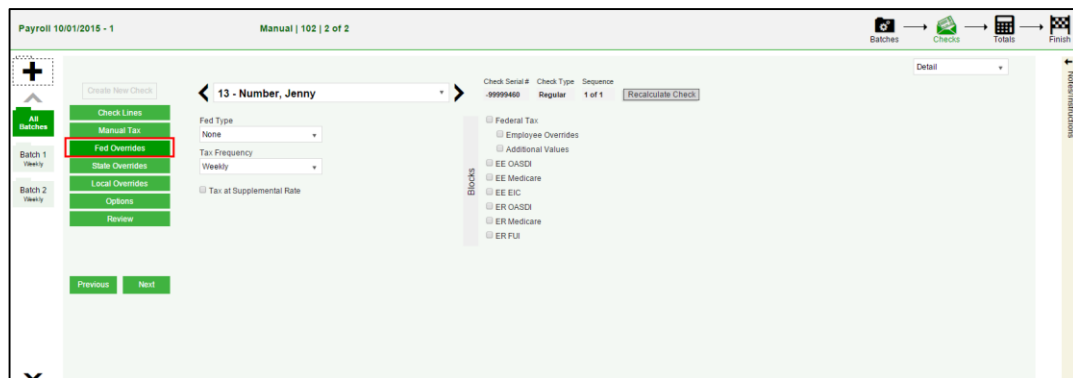 Payroll 10/01/2015 - 1
Manual | 102 | 2 of 2
Batches
Checks
Totals
Finish
All
Batches
Batch 1
Weekly
Batch 2
Weekly
Create New Check
Check Lines
Manual Tax
Fed Overrides
State Overrides
Local Overrides
Options
Review
Previous
Next
13 - Number, Jenny
Fed Type
None
Tax Frequency
Weekly
Tax at Supplemental Rate
Check Serial # Check Type Sequence
-99999460 Regular 1 of 1 Recalculate Check
Blocks
Federal Tax
Employee Overrides
Additional Values
EE OASDI
EE Medicare
EE EIC
ER OASDI
ER Medicare
ER FUI
Detail
Notes/Instructions